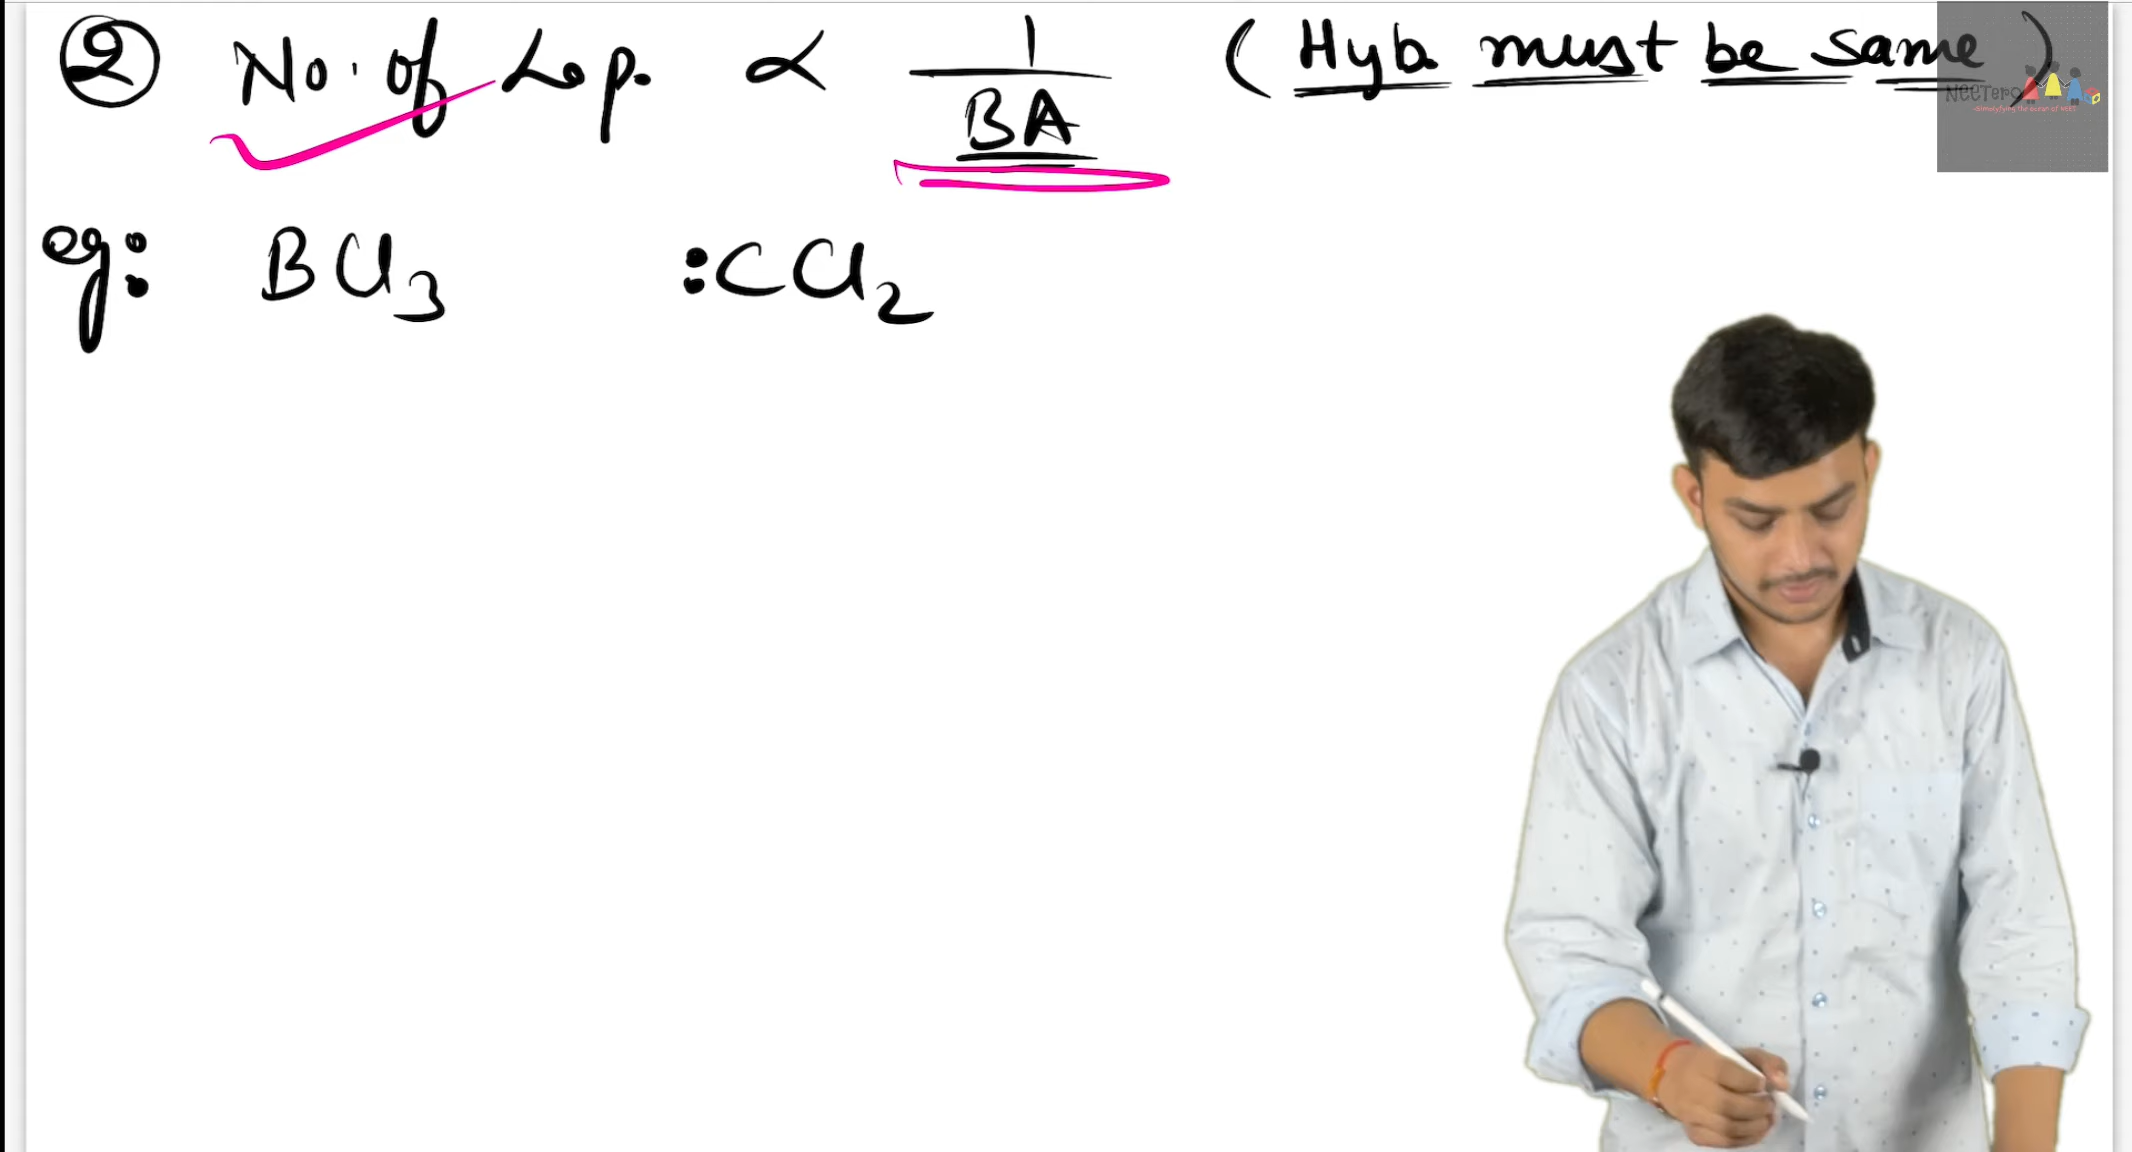 ② No. of L.p. ∝ 1/BA (Hyb. must be same)
NEETero
eg: BCl₃ :CCl₂